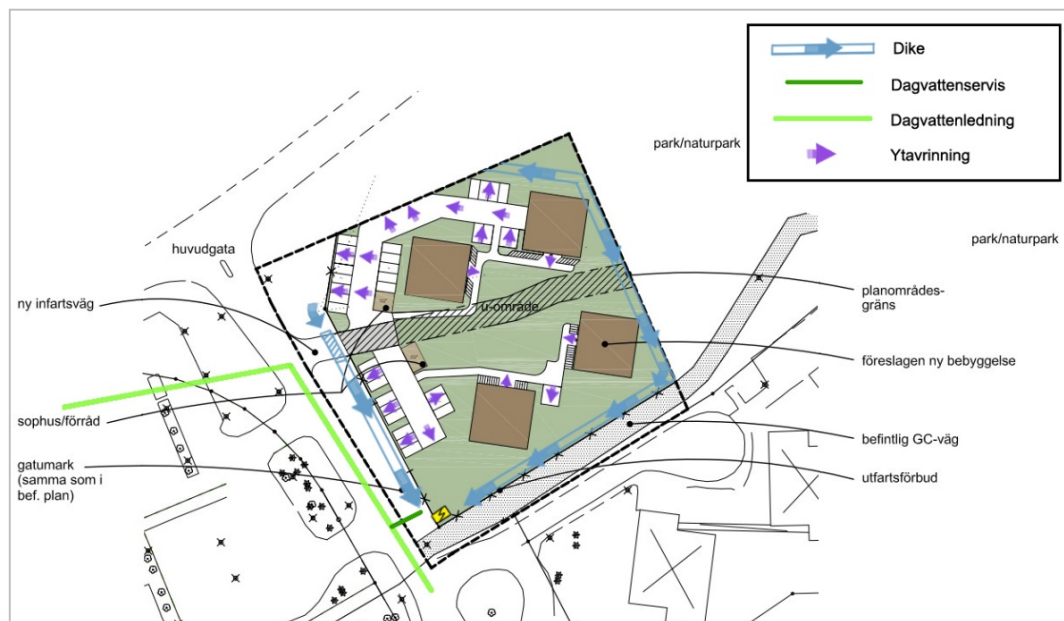 Dike
Dagvattenservis
Dagvattenledning
Ytavrinning
park/naturpark
park/naturpark
huvudgata
ny infartsväg
u-område
planområdes-
gräns
föreslagen ny bebyggelse
sophus/förråd
befintlig GC-väg
gatumark
(samma som i
bef. plan)
utfartsförbud